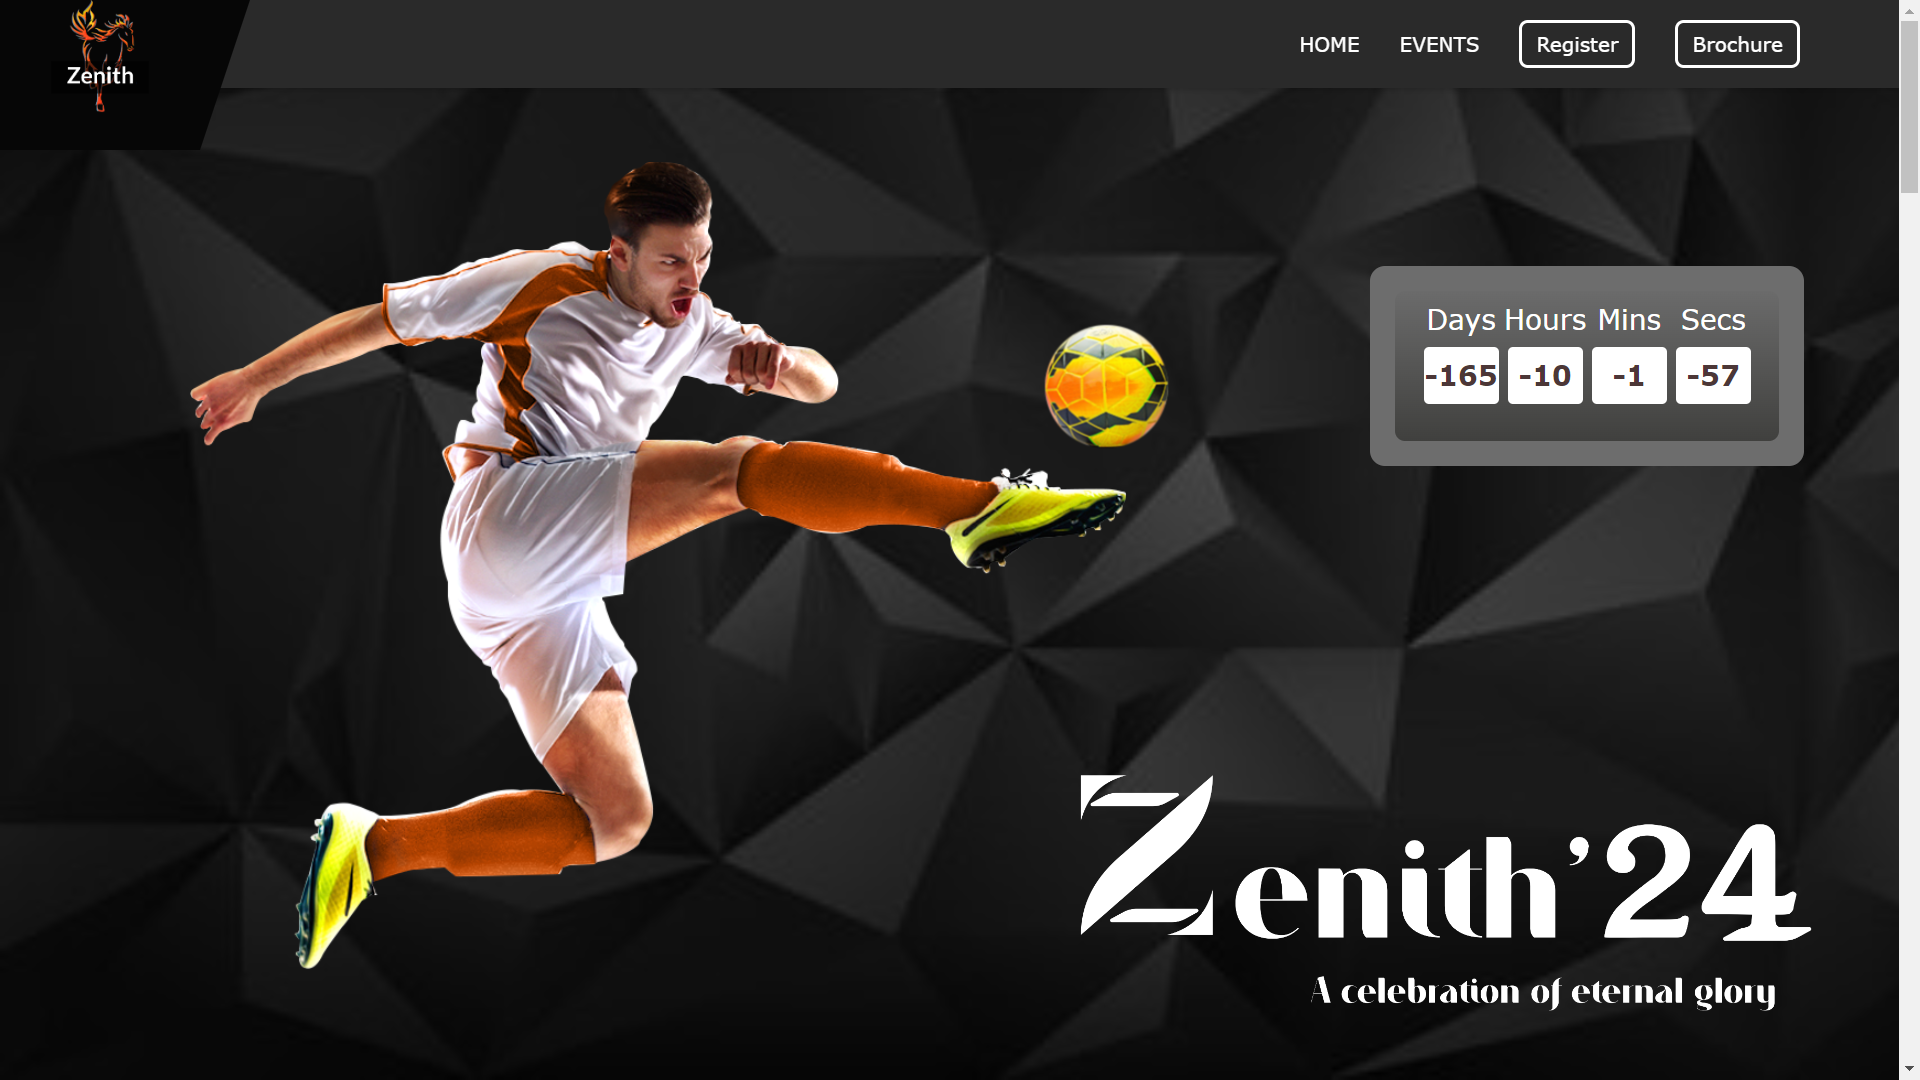 Zenith
HOME EVENTS Register Brochure
Days Hours Mins Secs
-165 -10 -1 -57
Zenith'24
A celebration of eternal glory